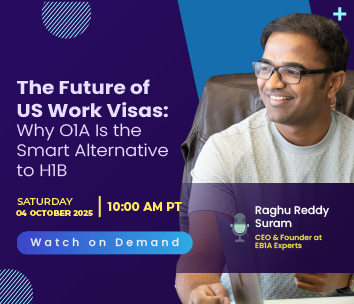 The Future of
US Work Visas:
Why O1A Is the
Smart Alternative
to H1B
SATURDAY
04 OCTOBER 2025
10:00 AM PT
Watch on Demand
Raghu Reddy
Suram
CEO & Founder at
EB1A Experts